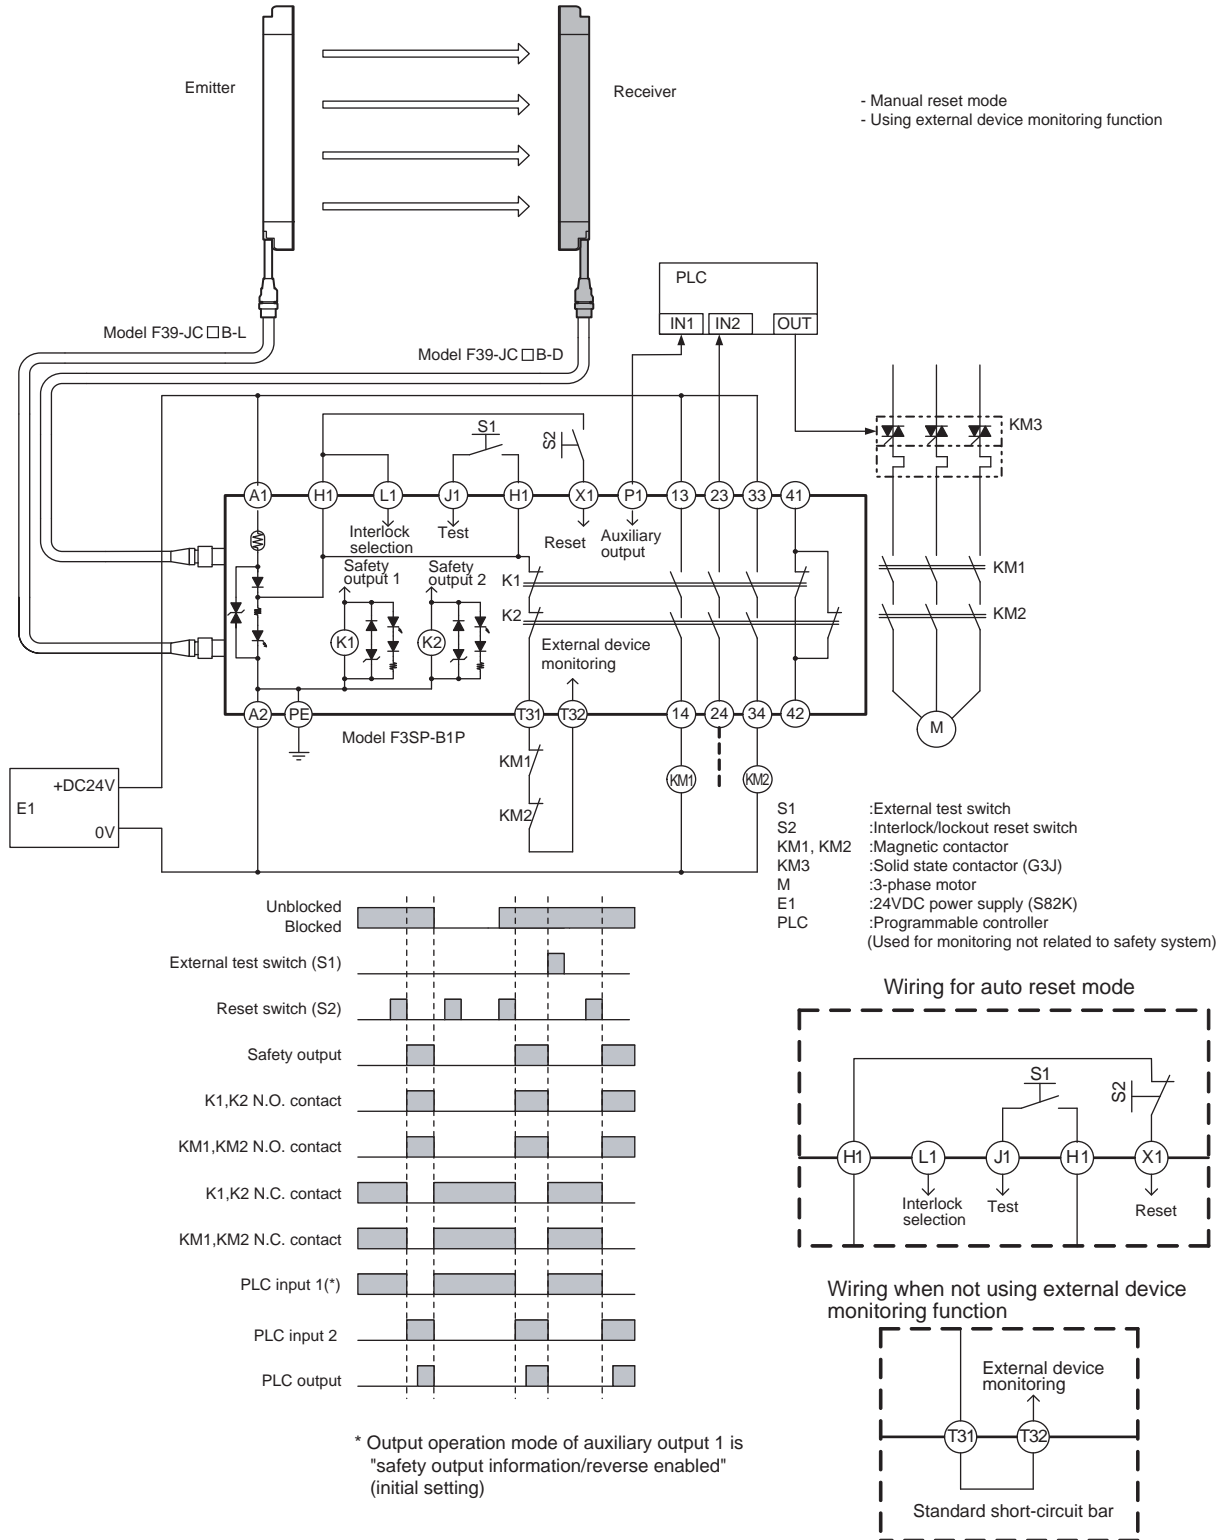 Emitter
Receiver
- Manual reset mode
- Using external device monitoring function
PLC
IN1 IN2 OUT
Model F39-JC□B-L
Model F39-JC□B-D
KM3
S1
S2
A1 H1 L1 J1 H1 X1 P1 13 23 33 41
Interlock
selection
Test
Reset
Auxiliary
output
Safety
output 1
Safety
output 2
K1
K2
K1
K2
External device
monitoring
KM1
KM2
M
A2 PE T31 T32 14 24 34 42
Model F3SP-B1P
KM1
KM2
KM1
KM2
+DC24V
E1
0V
S1 :External test switch
S2 :Interlock/lockout reset switch
KM1, KM2 :Magnetic contactor
KM3 :Solid state contactor (G3J)
M :3-phase motor
E1 :24VDC power supply (S82K)
PLC :Programmable controller
(Used for monitoring not related to safety system)
Unblocked
Blocked
External test switch (S1)
Reset switch (S2)
Safety output
K1,K2 N.O. contact
KM1,KM2 N.O. contact
K1,K2 N.C. contact
KM1,KM2 N.C. contact
PLC input 1(*)
PLC input 2
PLC output
* Output operation mode of auxiliary output 1 is
"safety output information/reverse enabled"
(initial setting)
Wiring for auto reset mode
S1
S2
H1 L1 J1 H1 X1
Interlock
selection
Test
Reset
Wiring when not using external device
monitoring function
External device
monitoring
T31 T32
Standard short-circuit bar